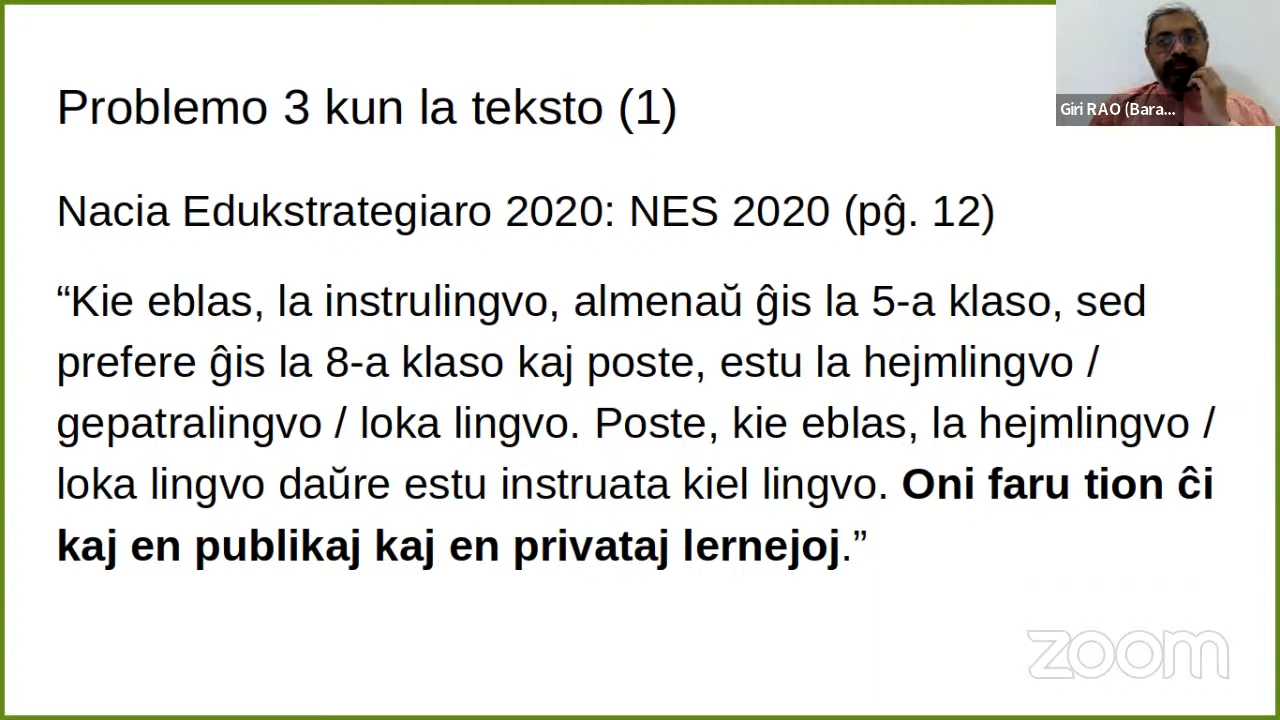 Problemo 3 kun la teksto (1)
Giri RAO (Bara...
Nacia Edukstrategiaro 2020: NES 2020 (pĝ. 12)
“Kie eblas, la instrulingvo, almenaŭ ĝis la 5-a klaso, sed
prefere ĝis la 8-a klaso kaj poste, estu la hejmlingvo /
gepatralingvo / loka lingvo. Poste, kie eblas, la hejmlingvo /
loka lingvo daŭre estu instruata kiel lingvo. Oni faru tion ĉi
kaj en publikaj kaj en privataj lernejoj.”
zoom